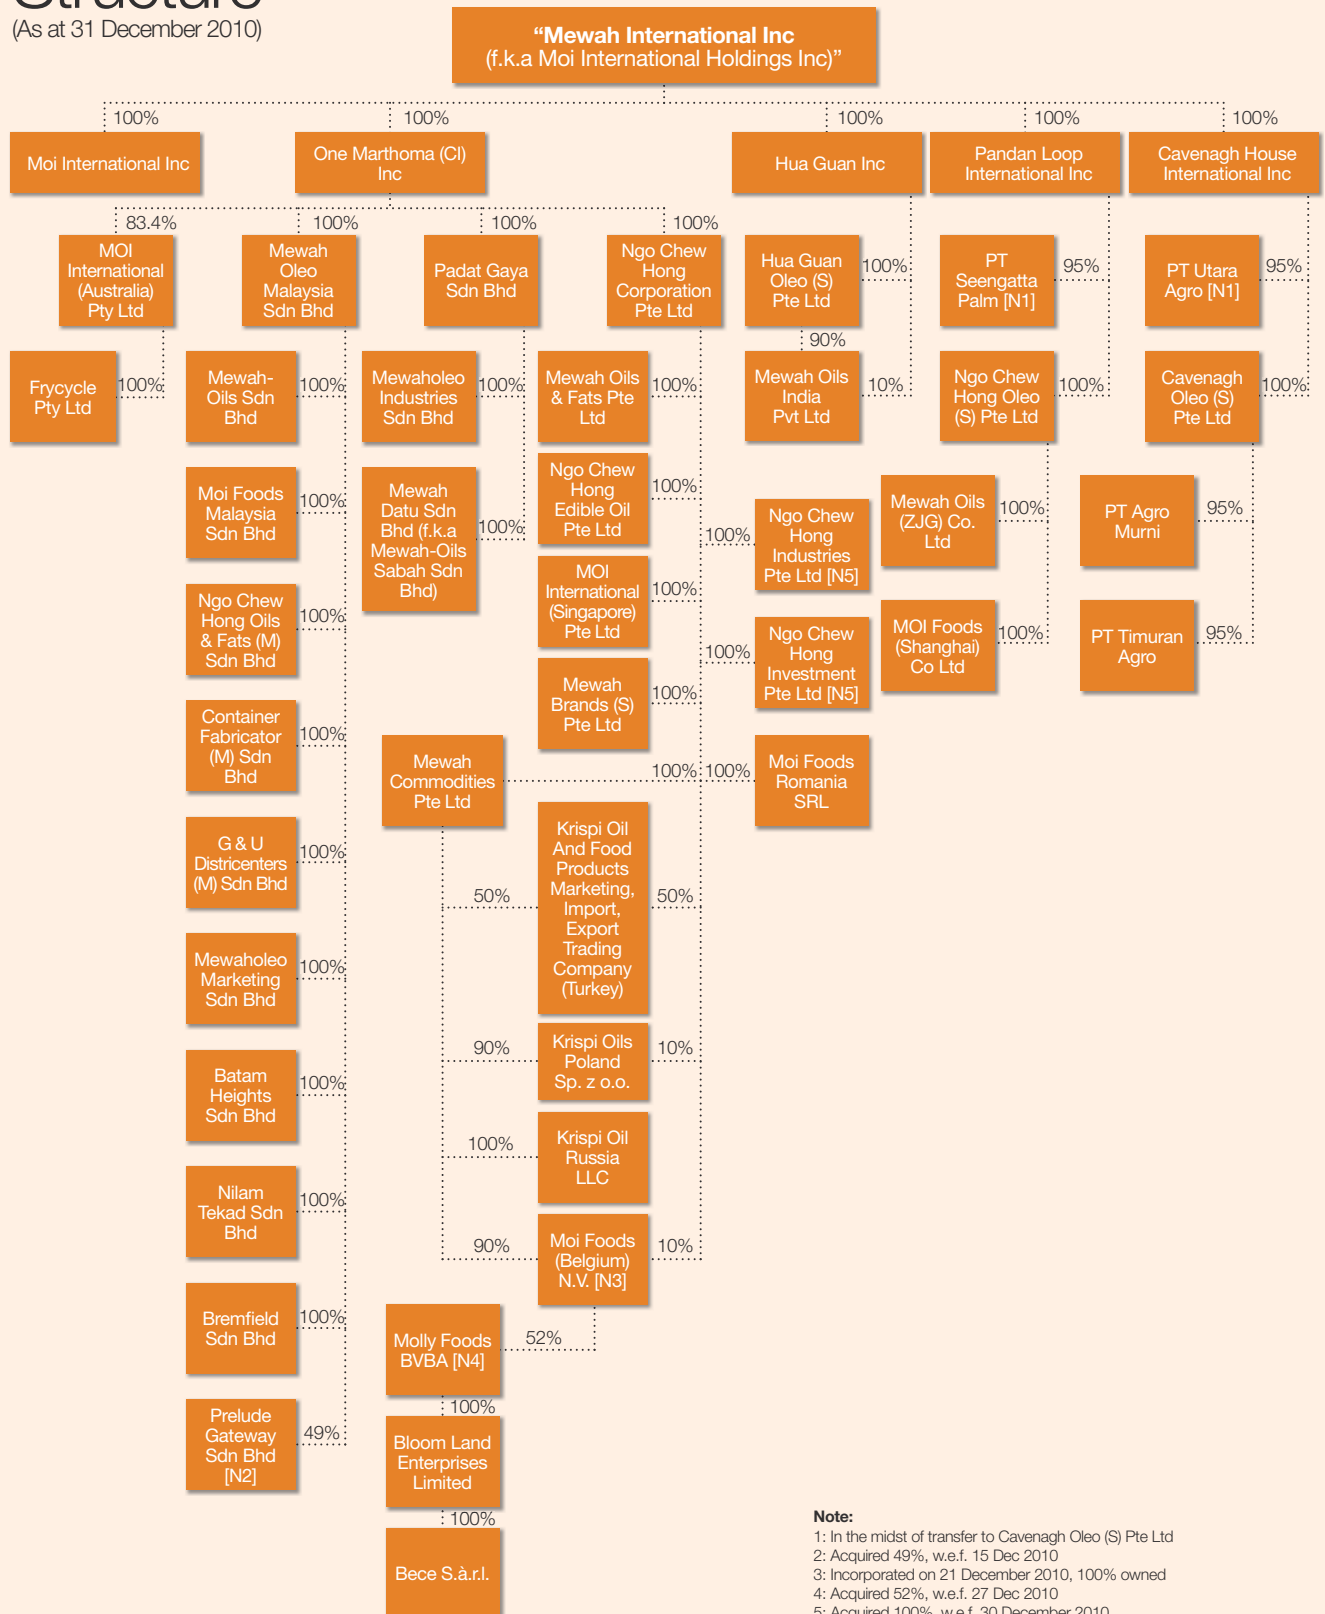 Structure
(As at 31 December 2010)
“Mewah International Inc
(f.k.a Moi International Holdings Inc)”
100%
100%
100%
100%
100%
Moi International Inc
One Marthoma (CI)
Inc
Hua Guan Inc
Pandan Loop
International Inc
Cavenagh House
International Inc
83.4%
100%
100%
100%
MOI
International
(Australia)
Pty Ltd
Mewah
Oleo
Malaysia
Sdn Bhd
Padat Gaya
Sdn Bhd
Ngo Chew
Hong
Corporation
Pte Ltd
Hua Guan
Oleo (S)
Pte Ltd
100%
PT
Seengatta
Palm [N1]
95%
PT Utara
Agro [N1]
95%
90%
Frycycle
Pty Ltd
100%
Mewah-
Oils Sdn
Bhd
100%
Mewaholeo
Industries
Sdn Bhd
100%
Mewah Oils
& Fats Pte
Ltd
100%
Mewah Oils
India
Pvt Ltd
10%
Ngo Chew
Hong Oleo
(S) Pte Ltd
100%
Cavenagh
Oleo (S)
Pte Ltd
100%
Moi Foods
Malaysia
Sdn Bhd
100%
Mewah
Datu Sdn
Bhd (f.k.a
Mewah-Oils
Sabah Sdn
Bhd)
100%
Ngo Chew
Hong
Edible Oil
Pte Ltd
100%
100%
Ngo Chew
Hong
Industries
Pte Ltd [N5]
Mewah Oils
(ZJG) Co.
Ltd
100%
PT Agro
Murni
95%
Ngo Chew
Hong Oils
& Fats (M)
Sdn Bhd
100%
MOI
International
(Singapore)
Pte Ltd
100%
100%
Ngo Chew
Hong
Investment
Pte Ltd [N5]
MOI Foods
(Shanghai)
Co Ltd
100%
PT Timuran
Agro
95%
Container
Fabricator
(M) Sdn
Bhd
100%
Mewah
Brands (S)
Pte Ltd
100%
Mewah
Commodities
Pte Ltd
100%
100%
Moi Foods
Romania
SRL
G & U
Districenters
(M) Sdn Bhd
100%
50%
Krispi Oil
And Food
Products
Marketing,
Import,
Export
Trading
Company
(Turkey)
50%
Mewaholeo
Marketing
Sdn Bhd
100%
90%
Krispi Oils
Poland
Sp. z o.o.
10%
Batam
Heights
Sdn Bhd
100%
100%
Krispi Oil
Russia
LLC
Nilam
Tekad Sdn
Bhd
100%
90%
Moi Foods
(Belgium)
N.V. [N3]
10%
Bremfield
Sdn Bhd
100%
Molly Foods
BVBA [N4]
52%
100%
Prelude
Gateway
Sdn Bhd
[N2]
49%
Bloom Land
Enterprises
Limited
100%
Bece S.à.r.l.
Note:
1: In the midst of transfer to Cavenagh Oleo (S) Pte Ltd
2: Acquired 49%, w.e.f. 15 Dec 2010
3: Incorporated on 21 December 2010, 100% owned
4: Acquired 52%, w.e.f. 27 Dec 2010
5: Acquired 100%, w.e.f. 30 December 2010